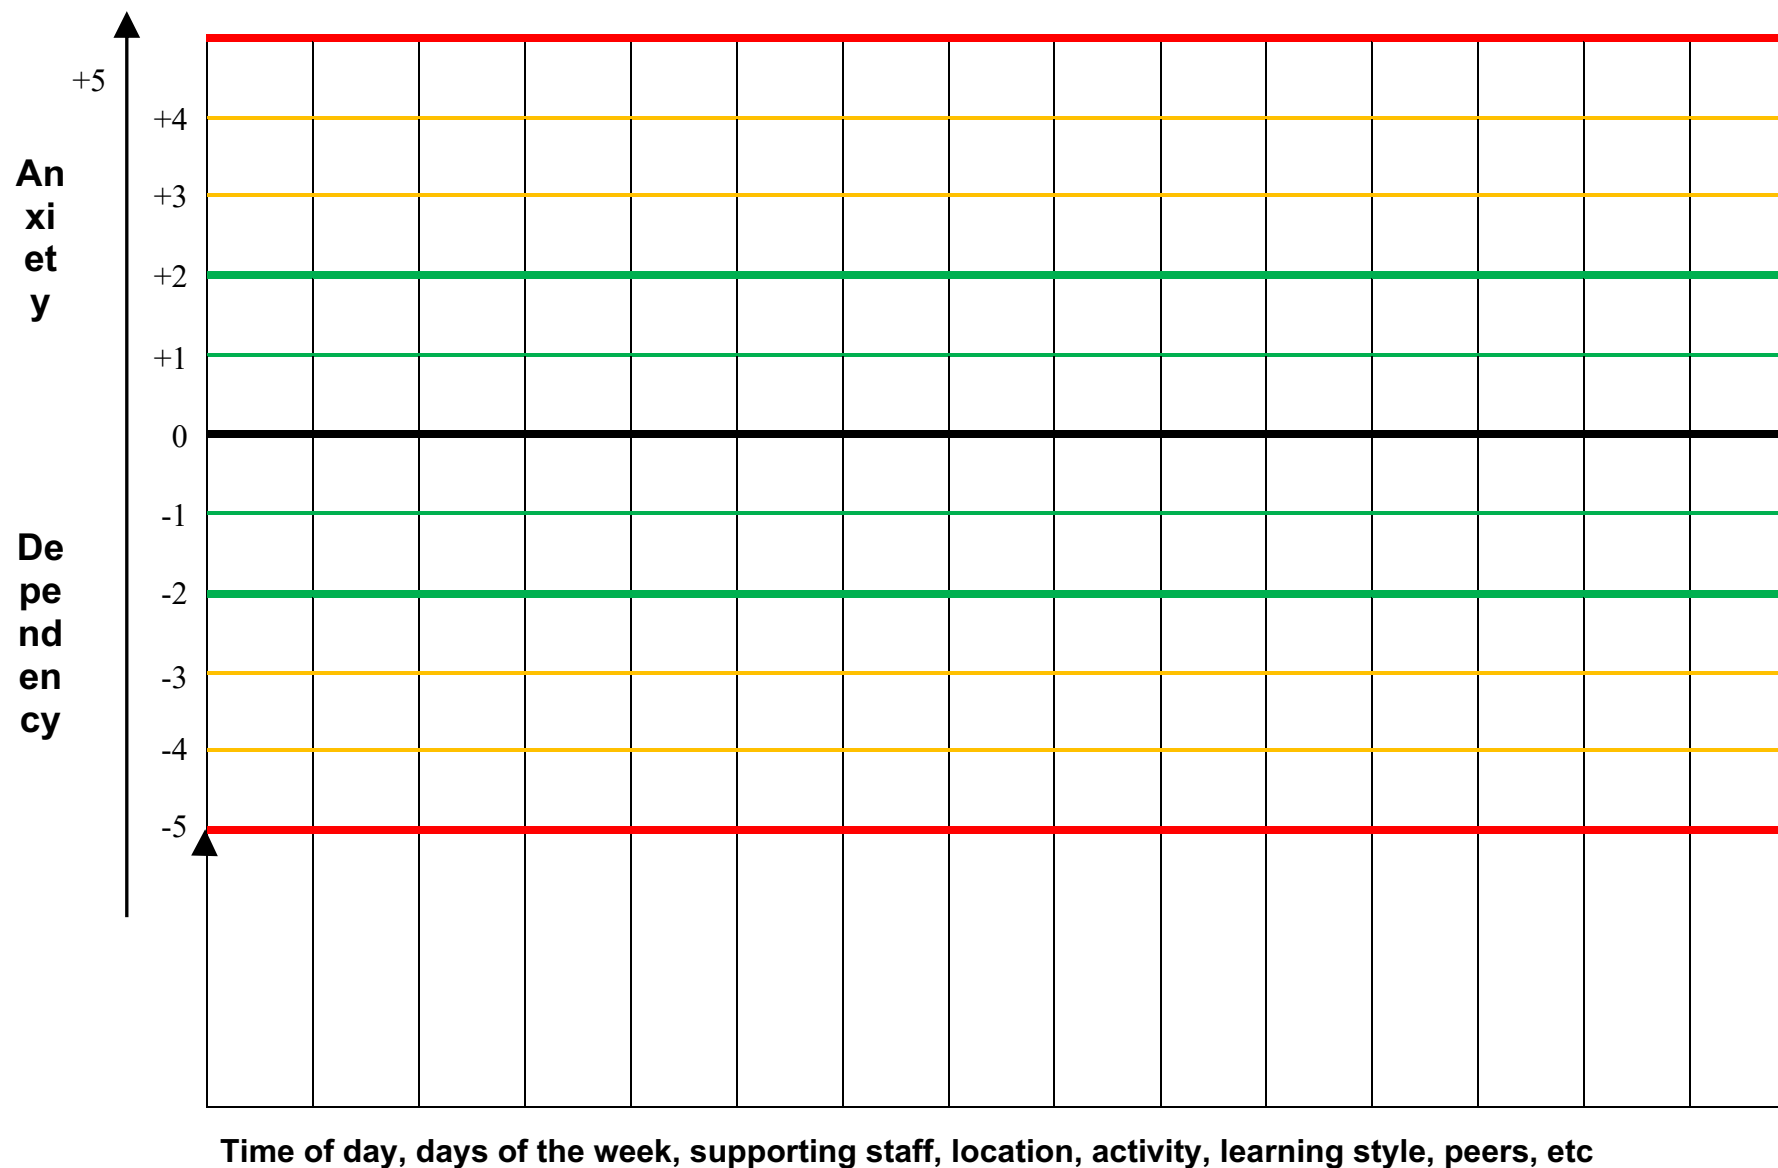 +5
+4
An
xi
et
y
+3
+2
+1
0
-1
De
pe
nd
en
cy
-2
-3
-4
-5
Time of day, days of the week, supporting staff, location, activity, learning style, peers, etc